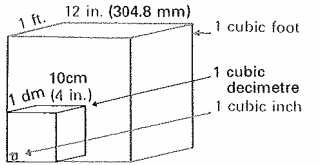 1 ft.
12 in. (304.8 mm)
1 cubic foot
10cm
1 dm (4 in.)
1 cubic
decimetre
1 cubic inch